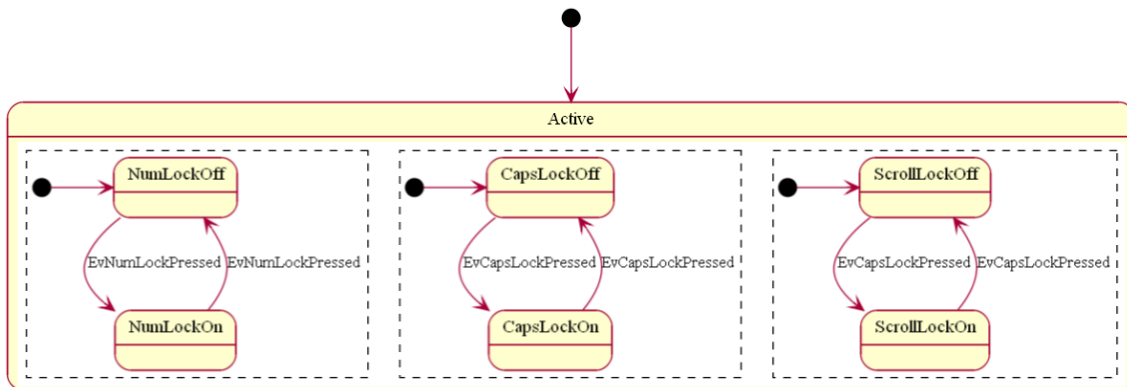 Active
NumLockOff
CapsLockOff
ScrollLockOff
EvNumLockPressed
EvNumLockPressed
EvCapsLockPressed
EvCapsLockPressed
EvCapsLockPressed
EvCapsLockPressed
NumLockOn
CapsLockOn
ScrollLockOn